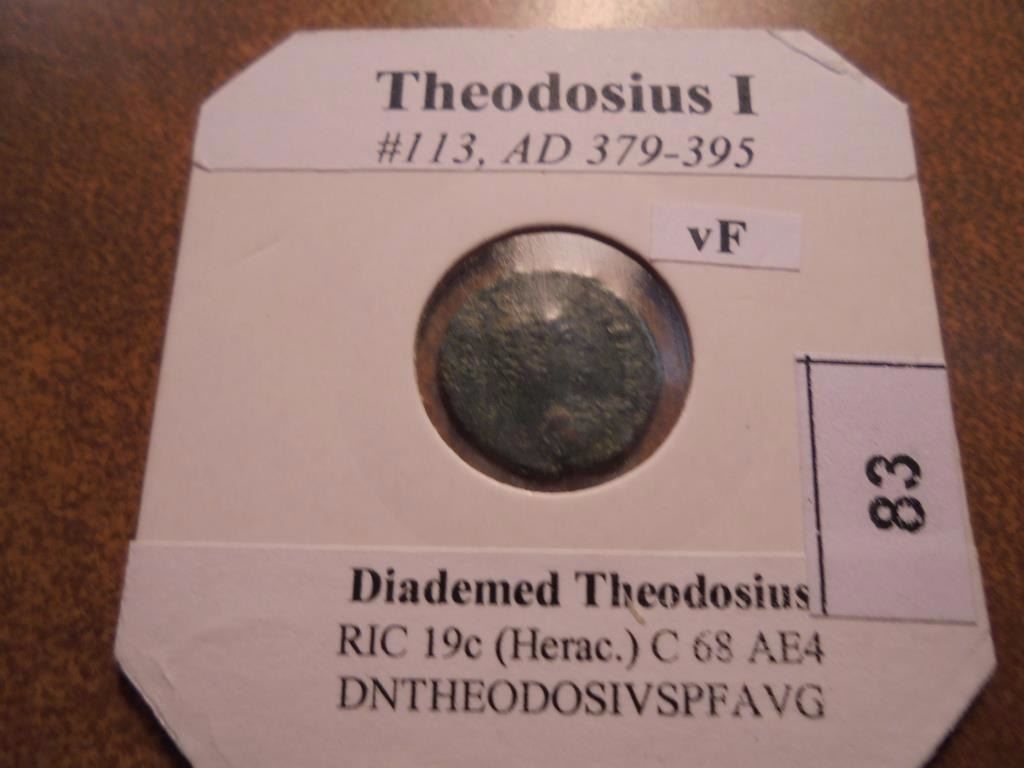 Theodosius I
#113, AD 379-395
vF
83
Diademed Theodosius
RIC 19c (Herac.) C 68 AE4
DNTHEODOSIVSPFAVG